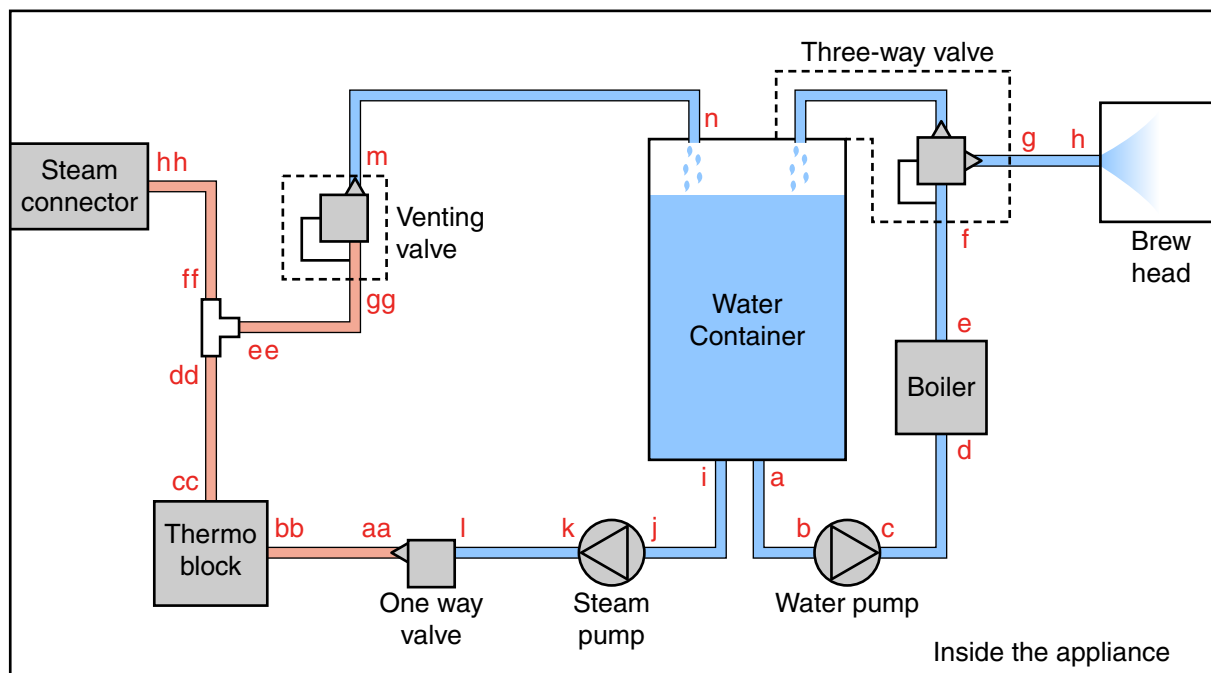 Three-way valve
n
g
h
hh
m
Steam
connector
Venting
valve
f
Brew
head
ff
gg
Water
Container
e
ee
dd
Boiler
d
cc
i
a
Thermo
block
bb
aa
l
k
j
b
c
One way
valve
Steam
pump
Water pump
Inside the appliance